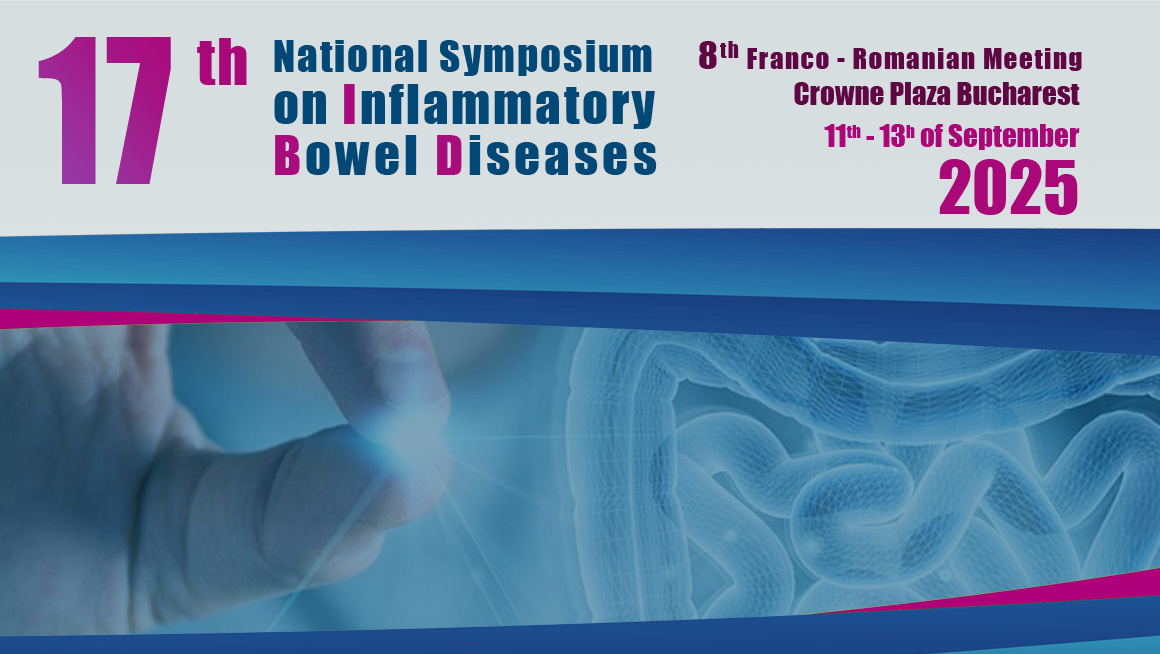 17th National Symposium
on Inflammatory
Bowel Diseases
8th Franco - Romanian Meeting
Crowne Plaza Bucharest
11th - 13h of September
2025